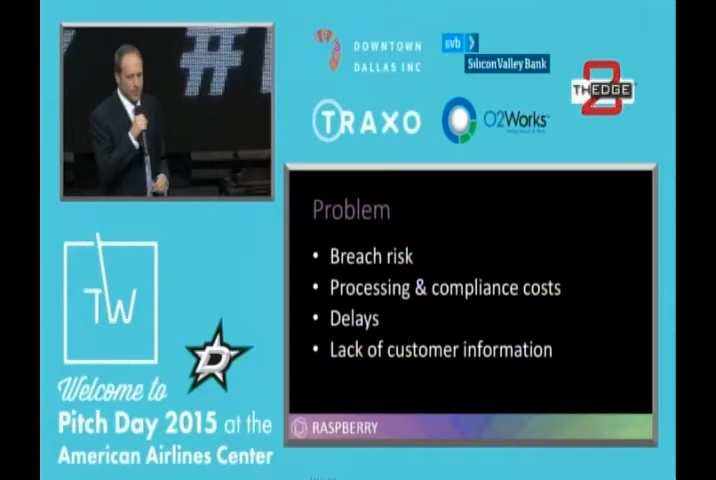 #
DOWNTOWN
DALLAS INC
svb
Silicon Valley Bank
THEDGE
8
TRAXO
O2Works
Problem
• Breach risk
• Processing & compliance costs
• Delays
• Lack of customer information
RASPBERRY
TW
D
Welcome to
Pitch Day 2015 at the
American Airlines Center